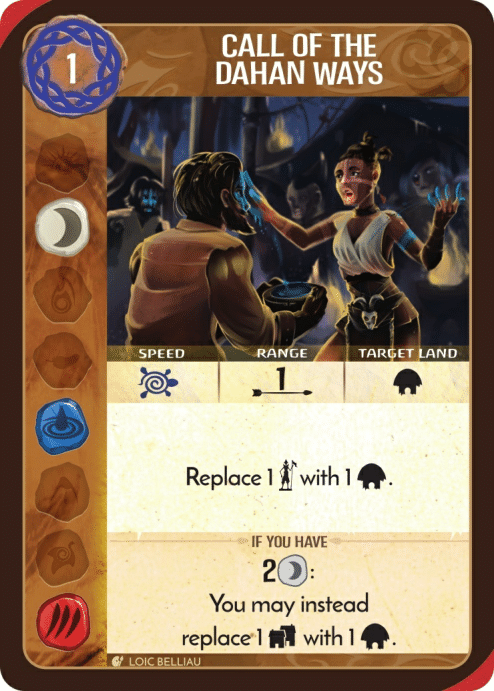 1
CALL OF THE
DAHAN WAYS
SPEED RANGE TARGET LAND
1
Replace 1 with 1 .
IF YOU HAVE
2 :
You may instead
replace 1 with 1 .
LOIC BELLIAU